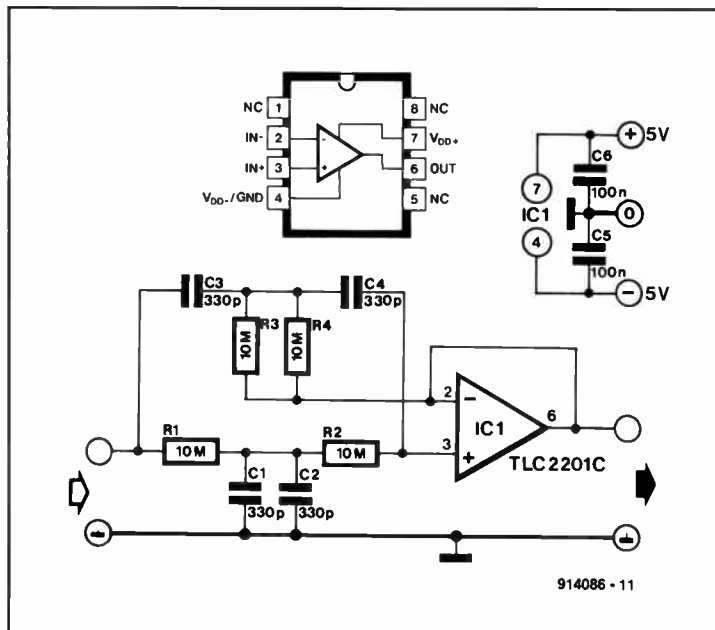 NC 1
8 NC
IN- 2
7 VDD+
IN+ 3
6 OUT
VDD-/GND 4
5 NC
- +
+ 5V
C6
100n
7
IC1
0
4
C5
100n
- 5V
C3
330p
C4
330p
R3
10M
R4
10M
R1
10M
R2
10M
C1
330p
C2
330p
2 -
3 +
IC1
6
TLC2201C
914086 - 11